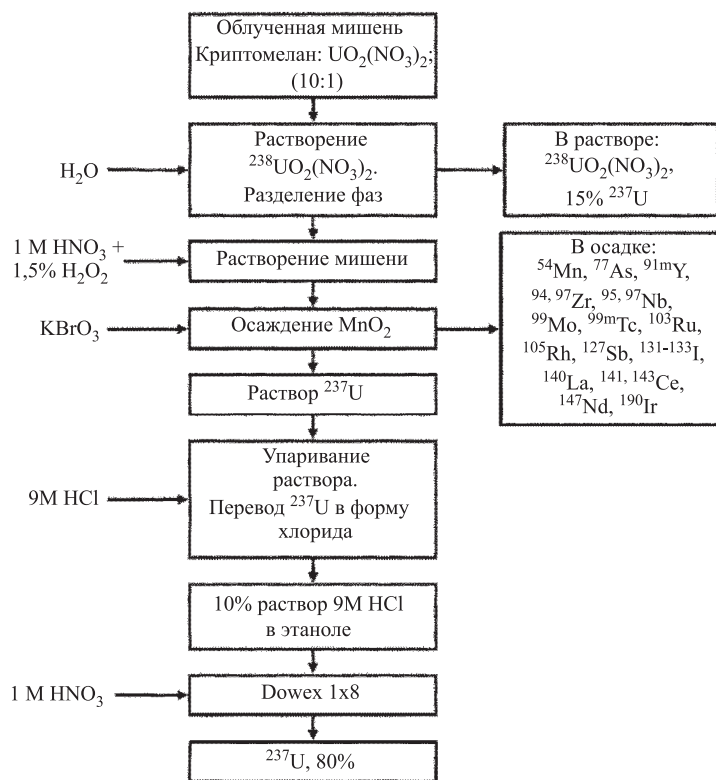 Облученная мишень
Криптомелан: UO₂(NO₃)₂;
(10:1)
H₂O
Растворение
²³⁸UO₂(NO₃)₂.
Разделение фаз
В растворе:
²³⁸UO₂(NO₃)₂,
15% ²³⁷U
1 M HNO₃ +
1,5% H₂O₂
Растворение мишени
KBrO₃
Осаждение MnO₂
В осадке:
⁵⁴Mn, ⁷⁷As, ⁹¹ᵐY,
⁹⁴, ⁹⁷Zr, ⁹⁵, ⁹⁷Nb,
⁹⁹Mo, ⁹⁹ᵐTc, ¹⁰³Ru,
¹⁰⁵Rh, ¹²⁷Sb, ¹³¹⁻¹³³I,
¹⁴⁰La, ¹⁴¹, ¹⁴³Ce,
¹⁴⁷Nd, ¹⁹⁰Ir
Раствор ²³⁷U
9M HCl
Упаривание
раствора.
Перевод ²³⁷U в форму
хлорида
10% раствор 9M HCl
в этаноле
1 M HNO₃
Dowex 1x8
²³⁷U, 80%